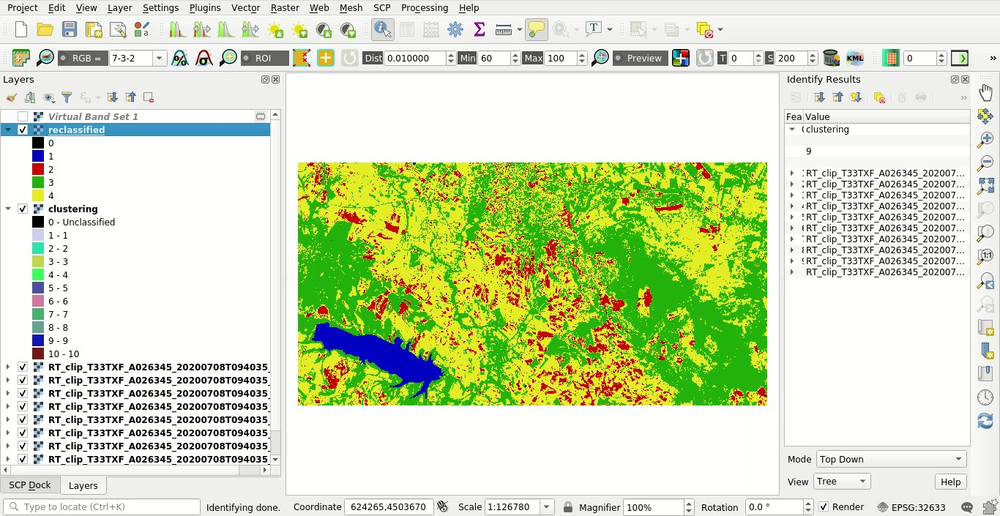 Project Edit View Layer Settings Plugins Vector Raster Web Mesh SCP Processing Help
RGB = 7-3-2 ROI Dist 0.010000 Min 60 Max 100 Preview T 0 S 200 KML 0 »
Layers
Virtual Band Set 1
reclassified
0
1
2
3
4
clustering
0 - Unclassified
1 - 1
2 - 2
3 - 3
4 - 4
5 - 5
6 - 6
7 - 7
8 - 8
9 - 9
10 - 10
RT_clip_T33TXF_A026345_20200708T094035_
RT_clip_T33TXF_A026345_20200708T094035_
RT_clip_T33TXF_A026345_20200708T094035_
RT_clip_T33TXF_A026345_20200708T094035_
RT_clip_T33TXF_A026345_20200708T094035_
RT_clip_T33TXF_A026345_20200708T094035_
RT_clip_T33TXF_A026345_20200708T094035_
RT_clip_T33TXF_A026345_20200708T094035_
SCP Dock Layers
Identify Results
»
Fea Value
clustering
9
RT_clip_T33TXF_A026345_202007...
RT_clip_T33TXF_A026345_202007...
RT_clip_T33TXF_A026345_202007...
RT_clip_T33TXF_A026345_202007...
RT_clip_T33TXF_A026345_202007...
RT_clip_T33TXF_A026345_202007...
RT_clip_T33TXF_A026345_202007...
RT_clip_T33TXF_A026345_202007...
RT_clip_T33TXF_A026345_202007...
RT_clip_T33TXF_A026345_202007...
Mode Top Down
View Tree Help
1:1
Type to locate (Ctrl+K) Identifying done. Coordinate 624265,4503670 Scale 1:126780 Magnifier 100% Rotation 0.0 ° Render EPSG:32633